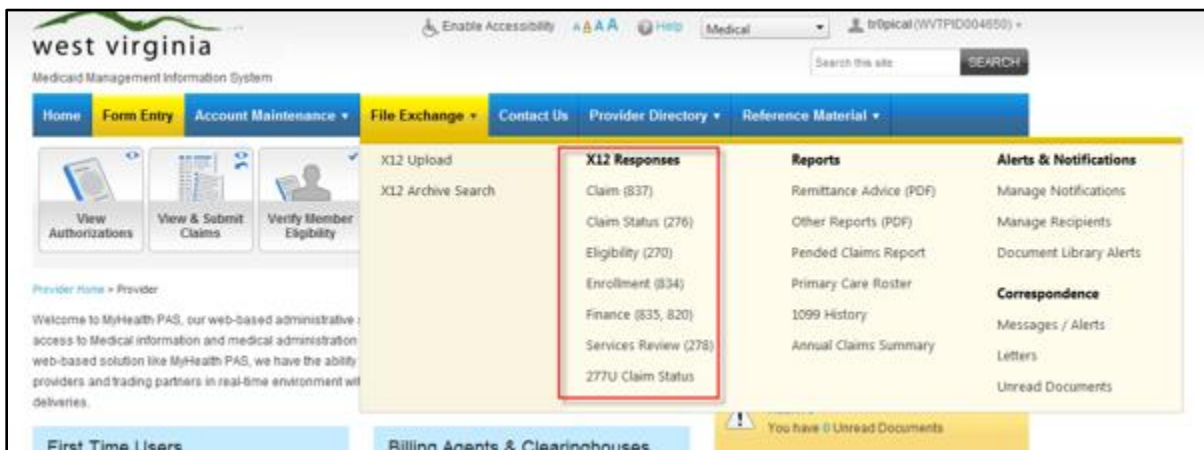 west virginia
Medicaid Management Information System
Enable Accessibility A A A A Help Medical tr0pical (WVTPID004650)
Search this site SEARCH
Home Form Entry Account Maintenance File Exchange Contact Us Provider Directory Reference Material
View Authorizations
View & Submit Claims
Verify Member Eligibility
X12 Upload
X12 Archive Search
X12 Responses
Claim (837)
Claim Status (276)
Eligibility (270)
Enrollment (834)
Finance (835, 820)
Services Review (278)
277U Claim Status
Reports
Remittance Advice (PDF)
Other Reports (PDF)
Pended Claims Report
Primary Care Roster
1099 History
Annual Claims Summary
Alerts & Notifications
Manage Notifications
Manage Recipients
Document Library Alerts
Correspondence
Messages / Alerts
Letters
Unread Documents
Provider Home » Provider
Welcome to MyHealth PAS, our web-based administrative
access to Medical information and medical administration
web-based solution like MyHealth PAS, we have the ability
providers and trading partners in real-time environment
deliveries.
You have 0 Unread Documents
First Time Users
Billing Agents & Clearinghouses